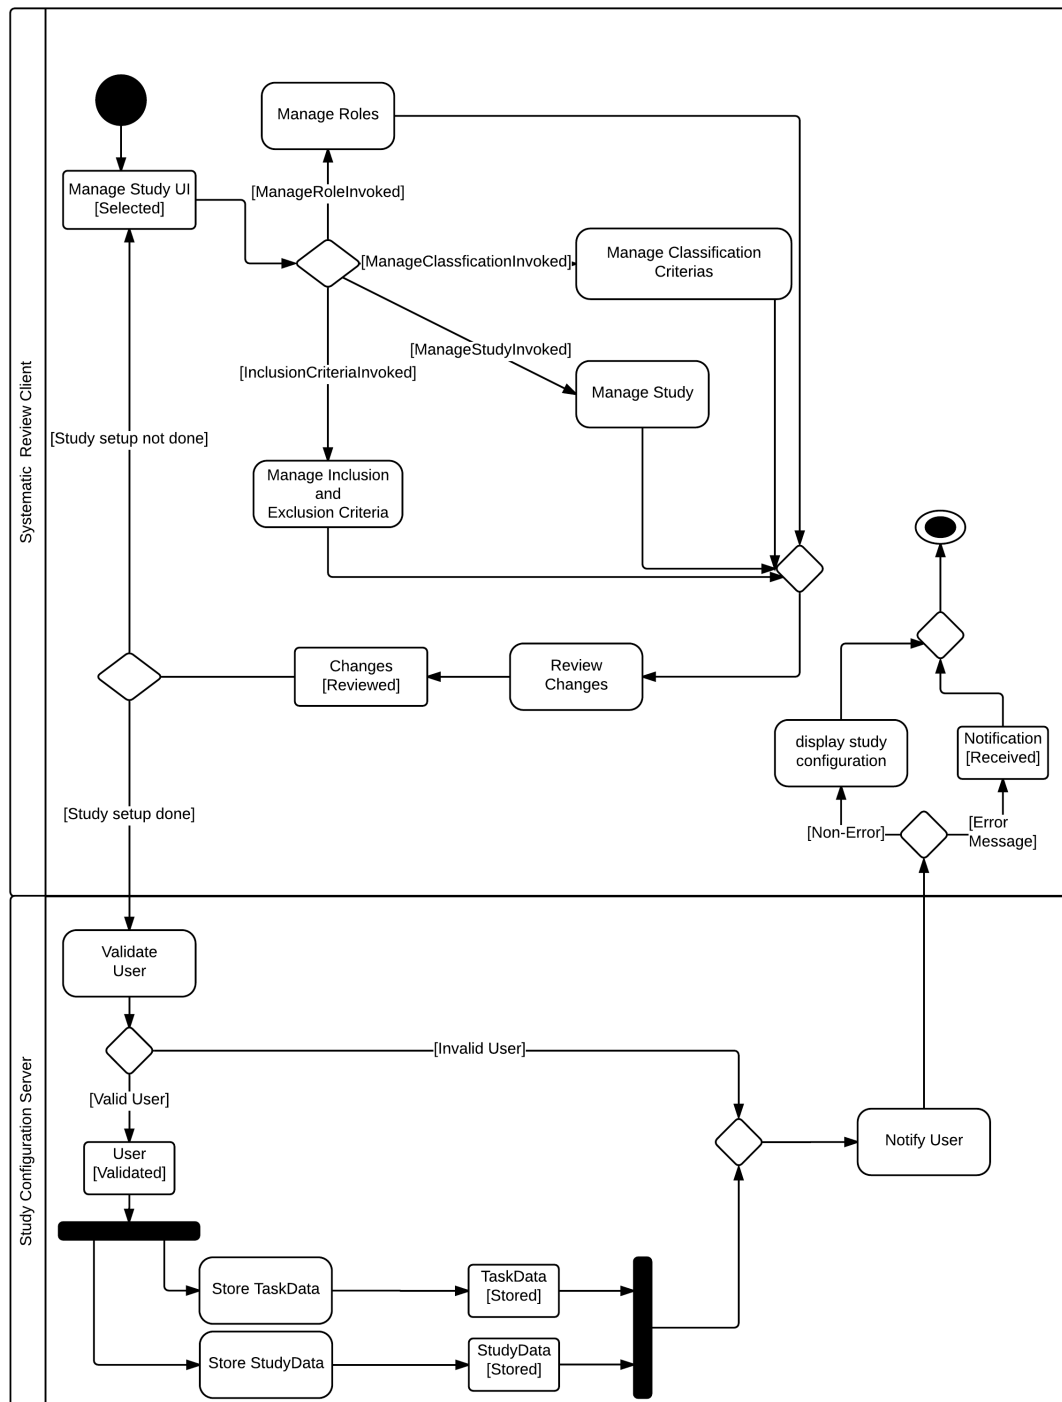 Systematic  Review Client
Manage Roles
Manage Study UI
[Selected]
[ManageRoleInvoked]
[ManageClassficationInvoked]
Manage Classification
Criterias
[ManageStudyInvoked]
[InclusionCriteriaInvoked]
Manage Study
[Study setup not done]
Manage Inclusion
and
Exclusion Criteria
Changes
[Reviewed]
Review
Changes
display study
configuration
Notification
[Received]
[Study setup done]
[Non-Error]
[Error
Message]
Study Configuration Server
Validate
User
[Invalid User]
[Valid User]
Notify User
User
[Validated]
Store TaskData
TaskData
[Stored]
Store StudyData
StudyData
[Stored]